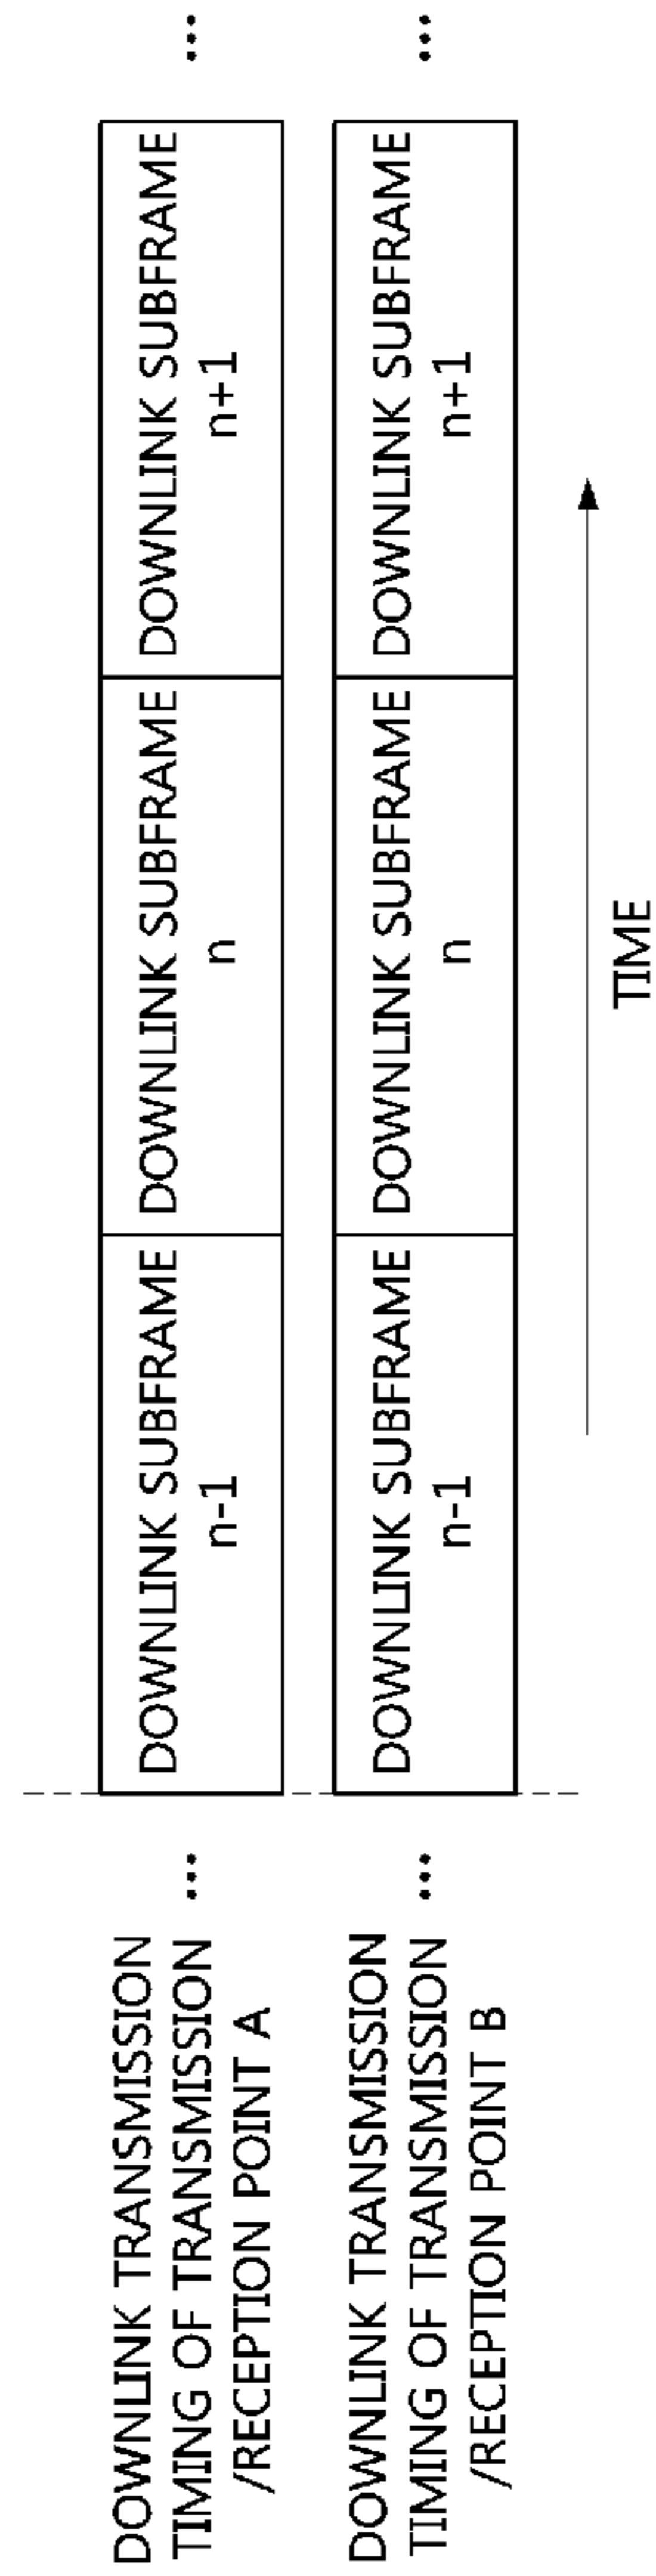 DOWNLINK TRANSMISSION
TIMING OF TRANSMISSION
/RECEPTION POINT A
...
DOWNLINK SUBFRAME
n-1
DOWNLINK SUBFRAME
n
DOWNLINK SUBFRAME
n+1
...
DOWNLINK TRANSMISSION
TIMING OF TRANSMISSION
/RECEPTION POINT B
...
DOWNLINK SUBFRAME
n-1
DOWNLINK SUBFRAME
n
DOWNLINK SUBFRAME
n+1
...
TIME